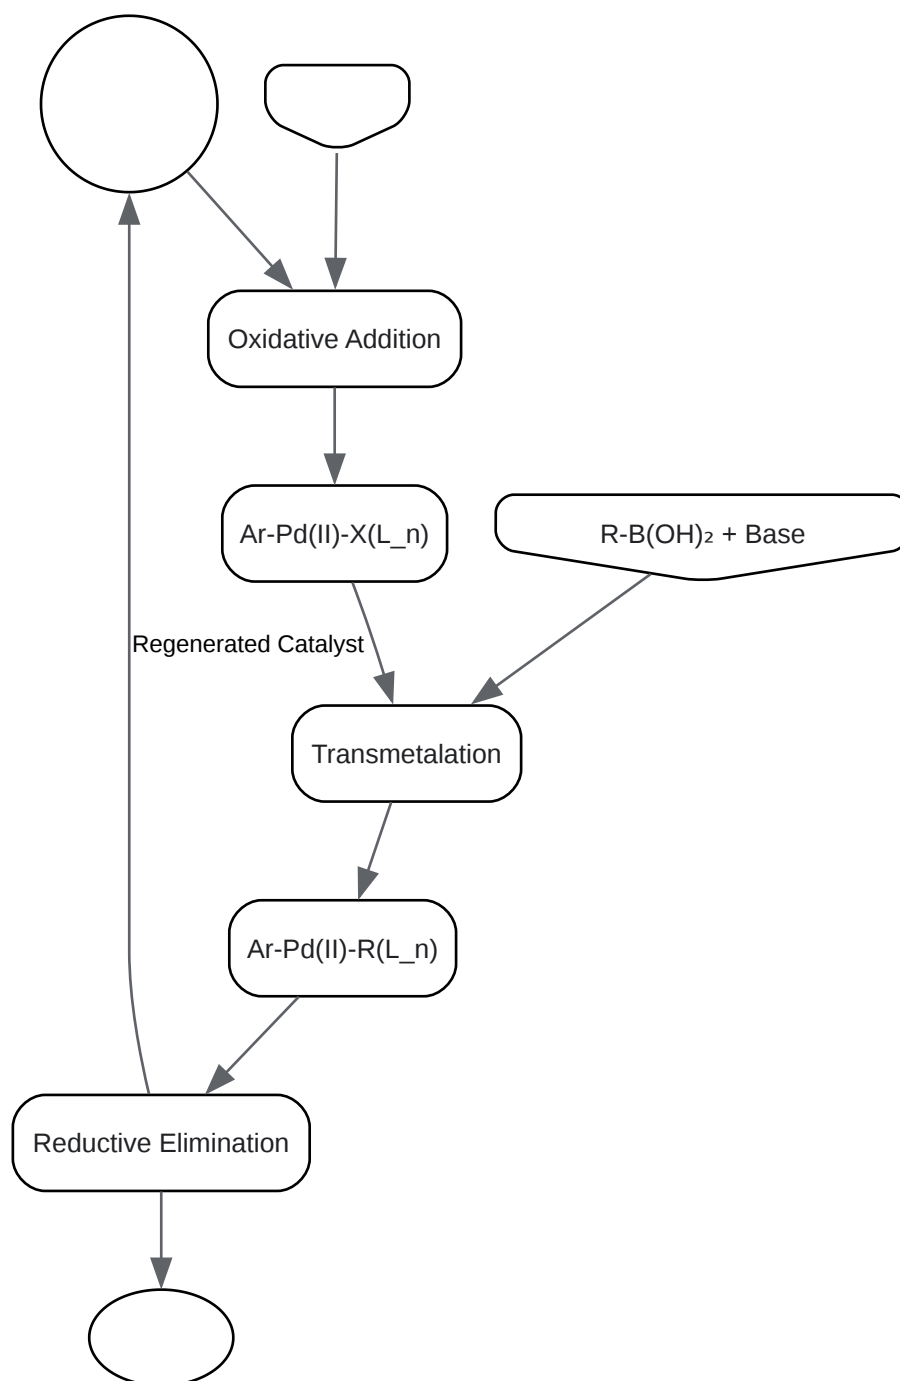 Oxidative Addition
Ar-Pd(II)-X(L_n)
R-B(OH)₂ + Base
Regenerated Catalyst
Transmetalation
Ar-Pd(II)-R(L_n)
Reductive Elimination